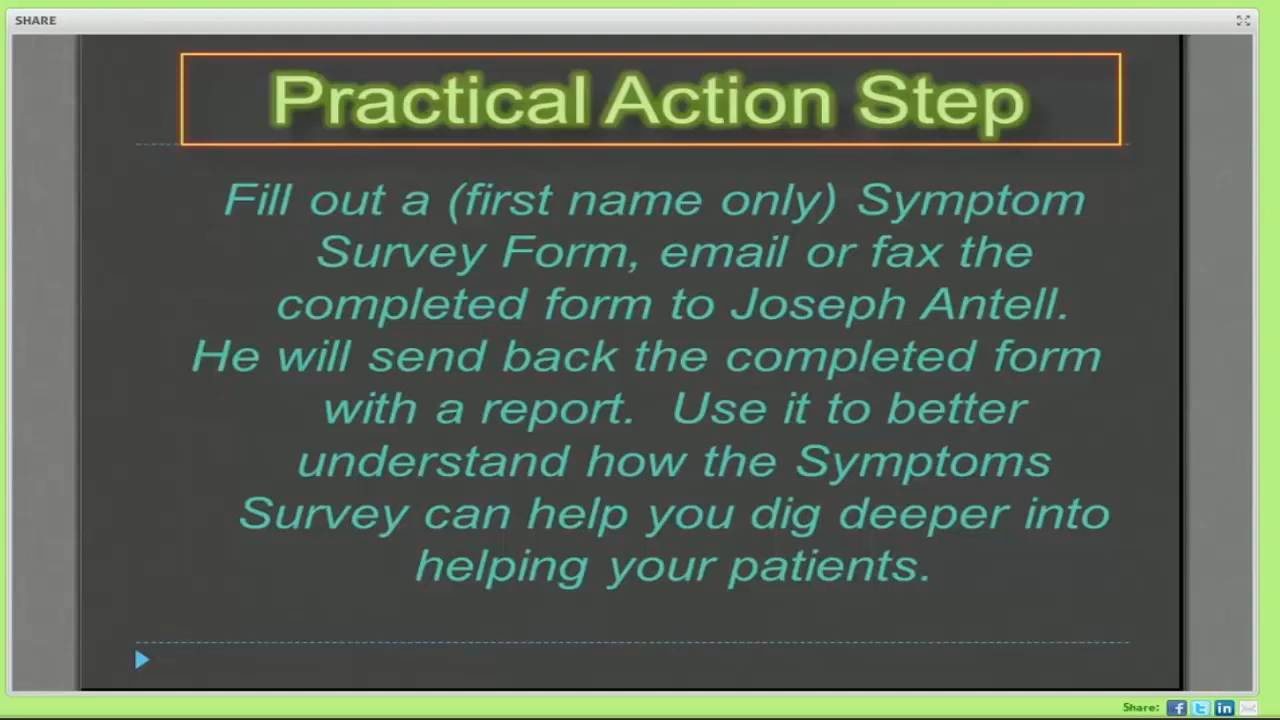 SHARE
Practical Action Step
Fill out a (first name only) Symptom
Survey Form, email or fax the
completed form to Joseph Antell.
He will send back the completed form
with a report.  Use it to better
understand how the Symptoms
Survey can help you dig deeper into
helping your patients.
Share: